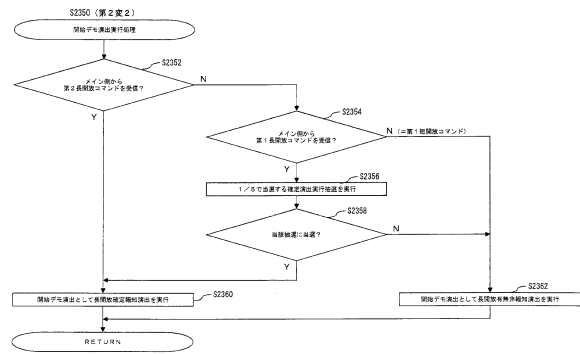 S2350（第２変２）
開始デモ演出実行処理
S2352
メイン側から
第２長開放コマンドを受信？
N
Y
S2354
メイン側から
第１長開放コマンドを受信？
N（＝第１短開放コマンド）
Y
S2356
１／５で当選する確定演出実行抽選を実行
S2358
当該抽選に当選？
N
Y
S2360
開始デモ演出として長開放確定報知演出を実行
S2362
開始デモ演出として長開放有無非報知演出を実行
ＲＥＴＵＲＮ